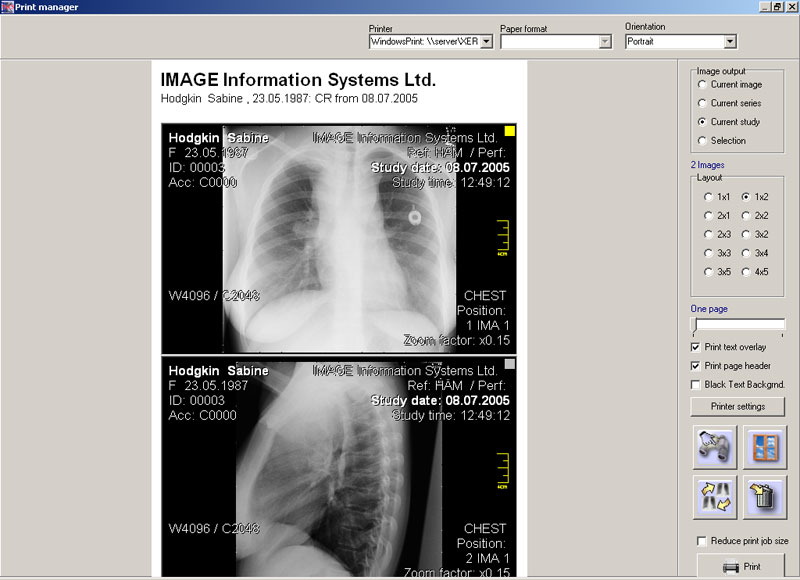 Print manager
Printer
Paper format
Orientation
WindowsPrint: \\server\XER
Portrait
IMAGE Information Systems Ltd.
Hodgkin Sabine , 23.05.1987: CR from 08.07.2005
Hodgkin Sabine
IMAGE Information Systems Ltd.
F 23.05.1987
Ref: HAM / Perf:
ID: 00003
Study date: 08.07.2005
Acc: C0000
Study time: 12:49:12
6CM
W4096 / C2048
CHEST
Position:
1 IMA 1
Zoom factor: x0.15
Hodgkin Sabine
IMAGE Information Systems Ltd.
F 23.05.1987
Ref: HAM / Perf:
ID: 00003
Study date: 08.07.2005
Acc: C0000
Study time: 12:49:12
6CM
W4096 / C2048
CHEST
Position:
2 IMA 1
Zoom factor: x0.15
Image output
Current image
Current series
Current study
Selection
2 Images
Layout
1x1 1x2
2x1 2x2
2x3 3x2
3x3 3x4
3x5 4x5
One page
Print text overlay
Print page header
Black Text Backgrnd.
Printer settings
Reduce print job size
Print